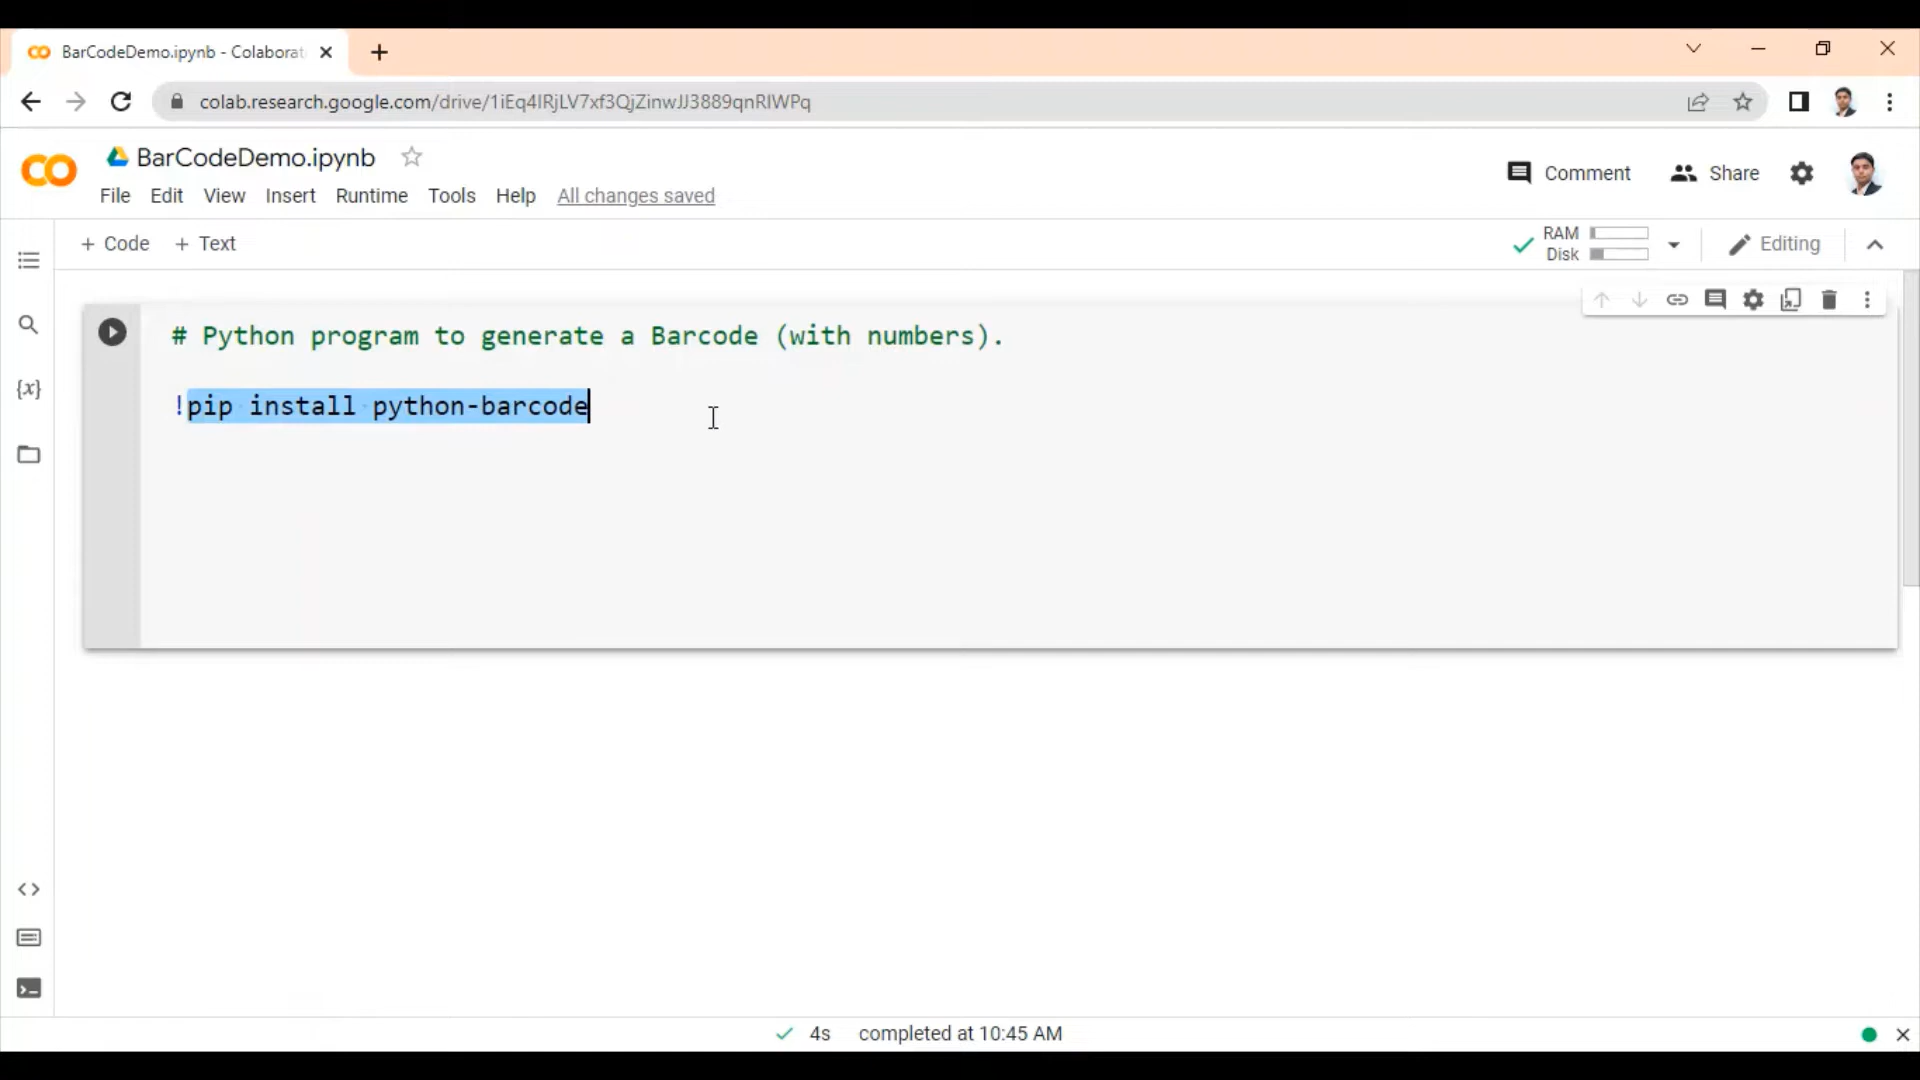 BarCodeDemo.ipynb - Colaborat
colab.research.google.com/drive/1iEq4IRjLV7xf3QjZinwJJ3889qnRIWPq
BarCodeDemo.ipynb
File Edit View Insert Runtime Tools Help All changes saved
Comment Share
+ Code + Text
RAM
Disk
Editing
# Python program to generate a Barcode (with numbers).
!pip install python-barcode
4s completed at 10:45 AM